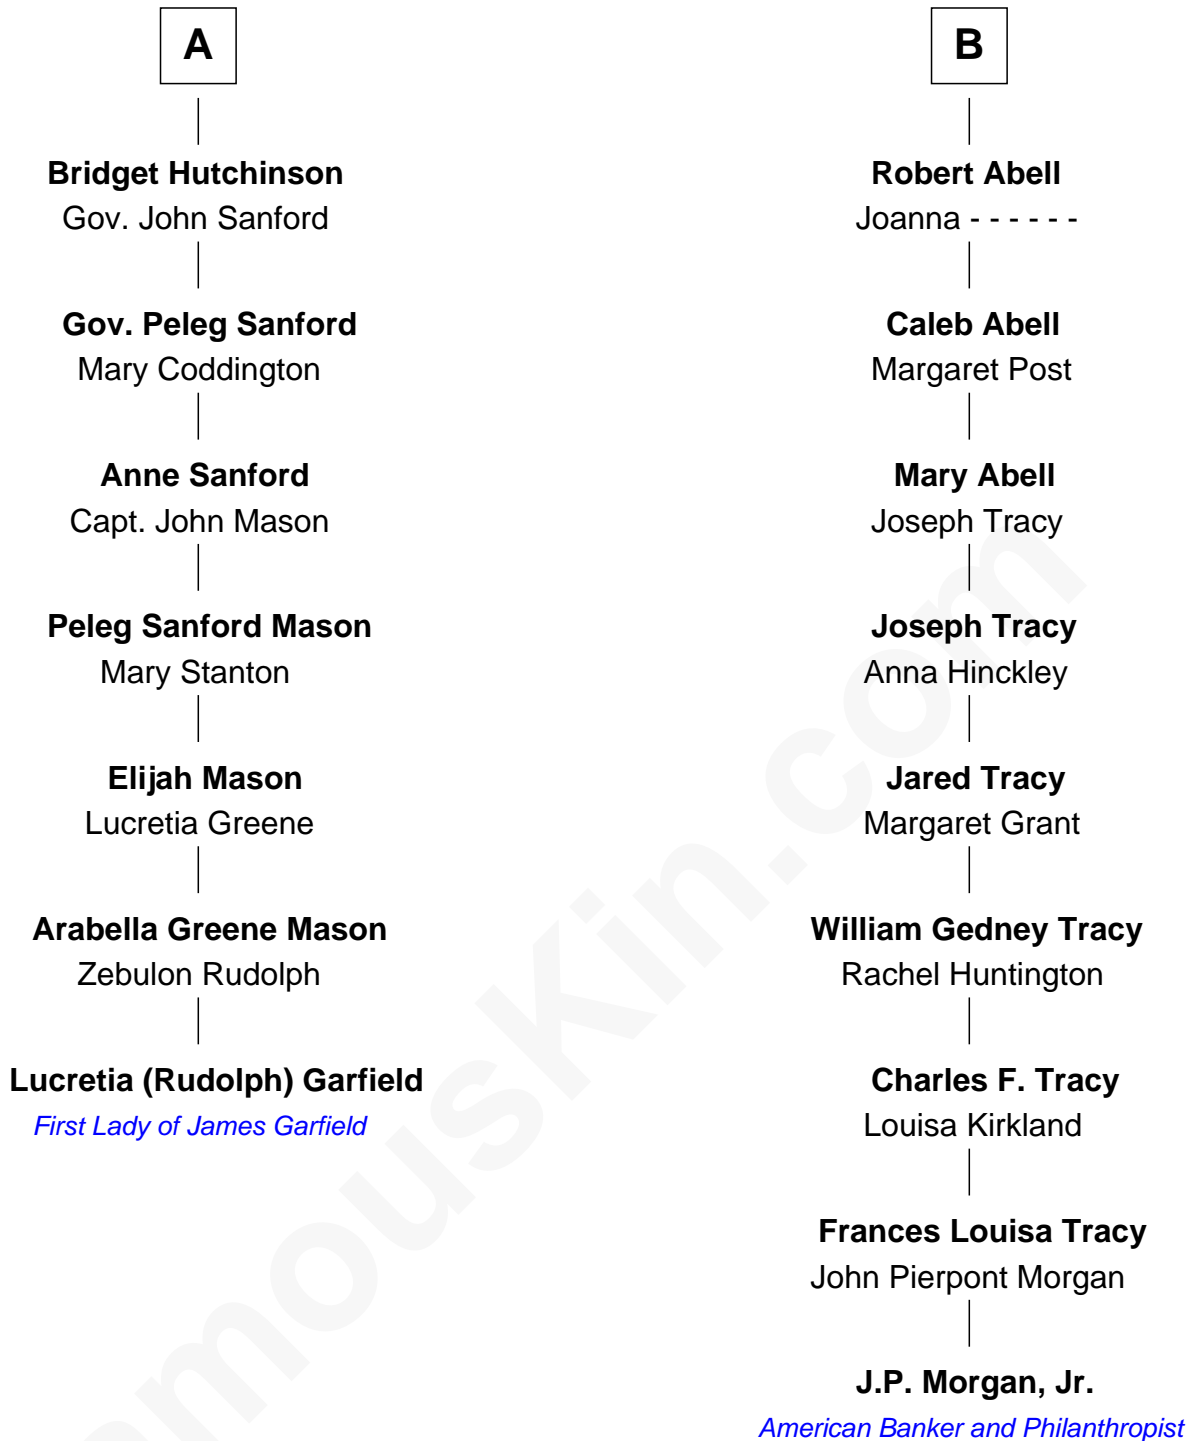 A
Bridget Hutchinson
Gov. John Sanford
Gov. Peleg Sanford
Mary Coddington
Anne Sanford
Capt. John Mason
Peleg Sanford Mason
Mary Stanton
Elijah Mason
Lucretia Greene
Arabella Greene Mason
Zebulon Rudolph
Lucretia (Rudolph) Garfield
First Lady of James Garfield
B
Robert Abell
Joanna - - - - - -
Caleb Abell
Margaret Post
Mary Abell
Joseph Tracy
Joseph Tracy
Anna Hinckley
Jared Tracy
Margaret Grant
William Gedney Tracy
Rachel Huntington
Charles F. Tracy
Louisa Kirkland
Frances Louisa Tracy
John Pierpont Morgan
J.P. Morgan, Jr.
American Banker and Philanthropist
amouskin.com